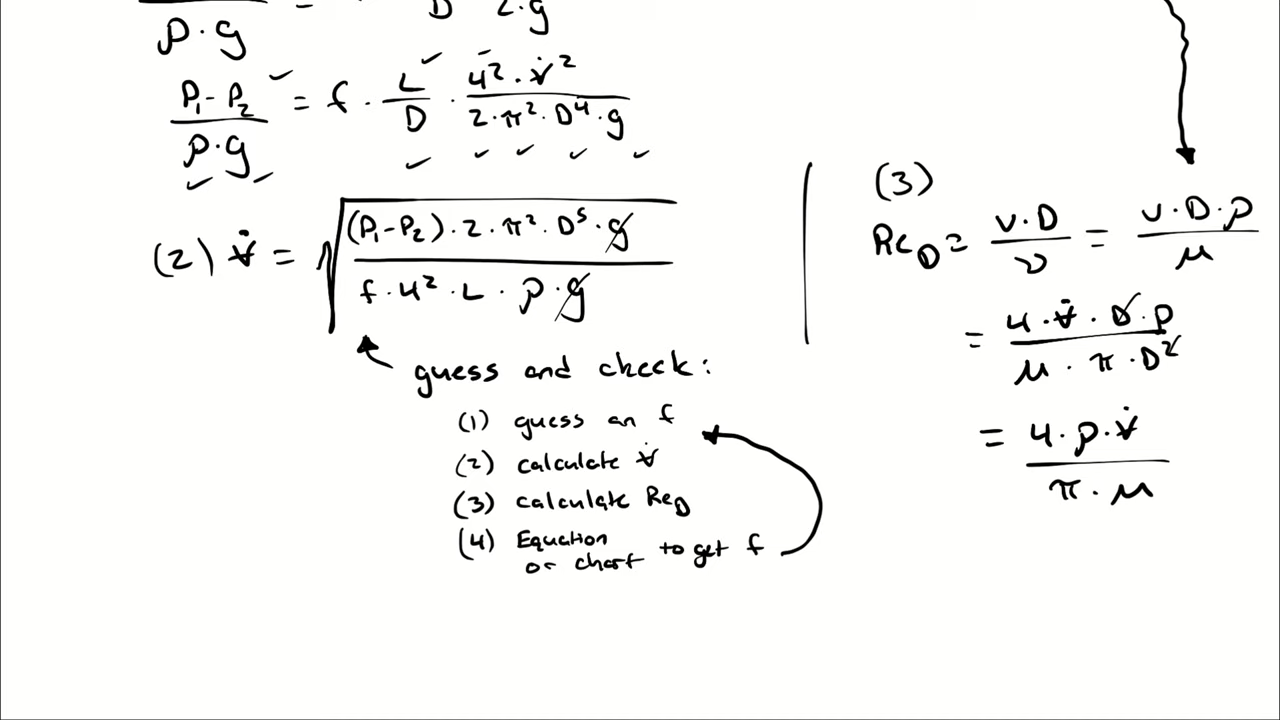 ρ·g = D 2·g
P₁-P₂ / ρ·g = f · L/D · 4²·V̇² / 2·π²·D⁴·g
(2) V̇ = √( (P₁-P₂)·2·π²·D⁵·g / f·4²·L·ρ·g )
guess and check:
(1) guess an f
(2) calculate V̇
(3) calculate Re_D
(4) Equation
or chart to get f
(3)
Re_D = V·D / ν = V·D·ρ / μ
= 4·V̇·D·ρ / μ·π·D²
= 4·ρ·V̇ / π·μ